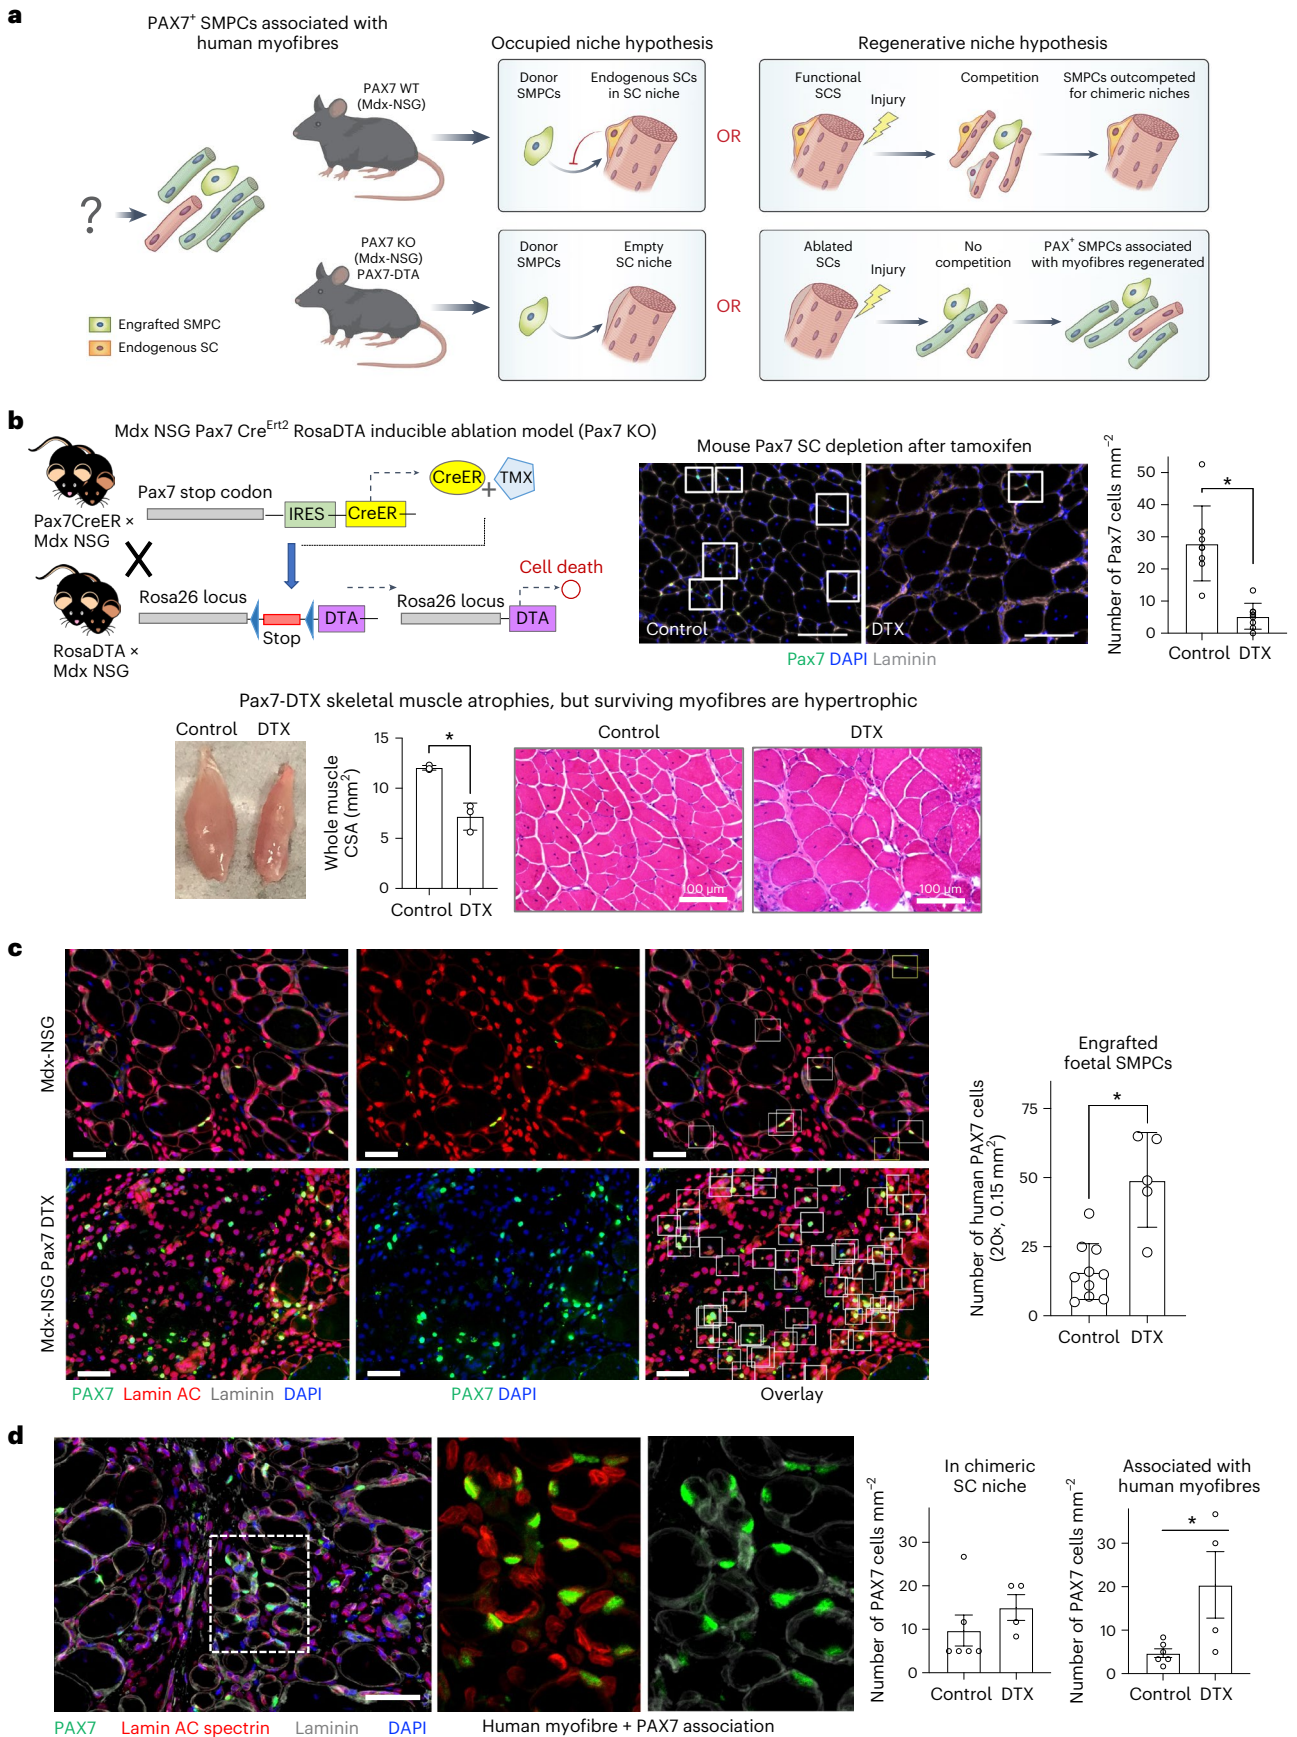 a
PAX7⁺ SMPCs associated with
human myofibres
Occupied niche hypothesis
Regenerative niche hypothesis
?
PAX7 WT
(Mdx-NSG)
Donor
SMPCs
Endogenous SCs
in SC niche
OR
Functional
SCS
Injury
Competition
SMPCs outcompeted
for chimeric niches
PAX7 KO
(Mdx-NSG)
PAX7-DTA
Donor
SMPCs
Empty
SC niche
OR
Ablated
SCs
Injury
No
competition
PAX⁺ SMPCs associated
with myofibres regenerated
Engrafted SMPC
Endogenous SC
b
Mdx NSG Pax7 Cre^Ert2 RosaDTA inducible ablation model (Pax7 KO)
Pax7CreER ×
Mdx NSG
Pax7 stop codon
IRES
CreER
CreER
+
TMX
X
RosaDTA ×
Mdx NSG
Rosa26 locus
Stop
DTA
Rosa26 locus
DTA
Cell death
Mouse Pax7 SC depletion after tamoxifen
Control
DTX
Pax7 DAPI Laminin
Number of Pax7 cells mm⁻²
50
40
30
20
10
0
*
Control DTX
Pax7-DTX skeletal muscle atrophies, but surviving myofibres are hypertrophic
Control DTX
Whole muscle
CSA (mm²)
15
10
5
0
*
Control DTX
Control
100 µm
DTX
100 µm
c
Mdx-NSG
Mdx-NSG Pax7 DTX
PAX7 Lamin AC Laminin DAPI
PAX7 DAPI
Overlay
Engrafted
foetal SMPCs
Number of human PAX7 cells
(20×, 0.15 mm²)
75
50
25
0
*
Control DTX
d
PAX7 Lamin AC spectrin Laminin DAPI
Human myofibre + PAX7 association
In chimeric
SC niche
Number of PAX7 cells mm⁻²
30
20
10
0
Control DTX
Associated with
human myofibres
Number of PAX7 cells mm⁻²
30
20
10
0
*
Control DTX